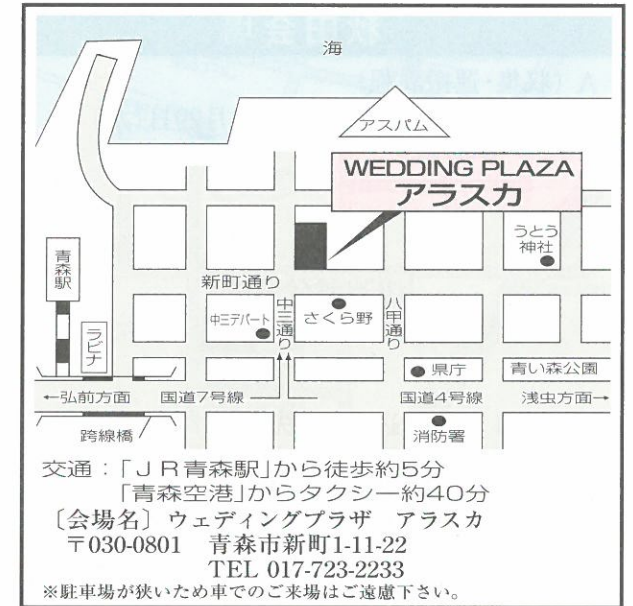 海
アスパム
WEDDING PLAZA
アラスカ
うとう
神社
青森駅
新町通り
中三デパート
中三通り
さくら野
八甲通り
ラビナ
県庁
青い森公園
←弘前方面
国道7号線
国道4号線
浅虫方面→
跨線橋
消防署
交通：「JR青森駅」から徒歩約5分
「青森空港」からタクシー約40分
〔会場名〕ウェディングプラザ　アラスカ
〒030-0801　青森市新町1-11-22
TEL 017-723-2233
※駐車場が狭いため車でのご来場はご遠慮下さい。